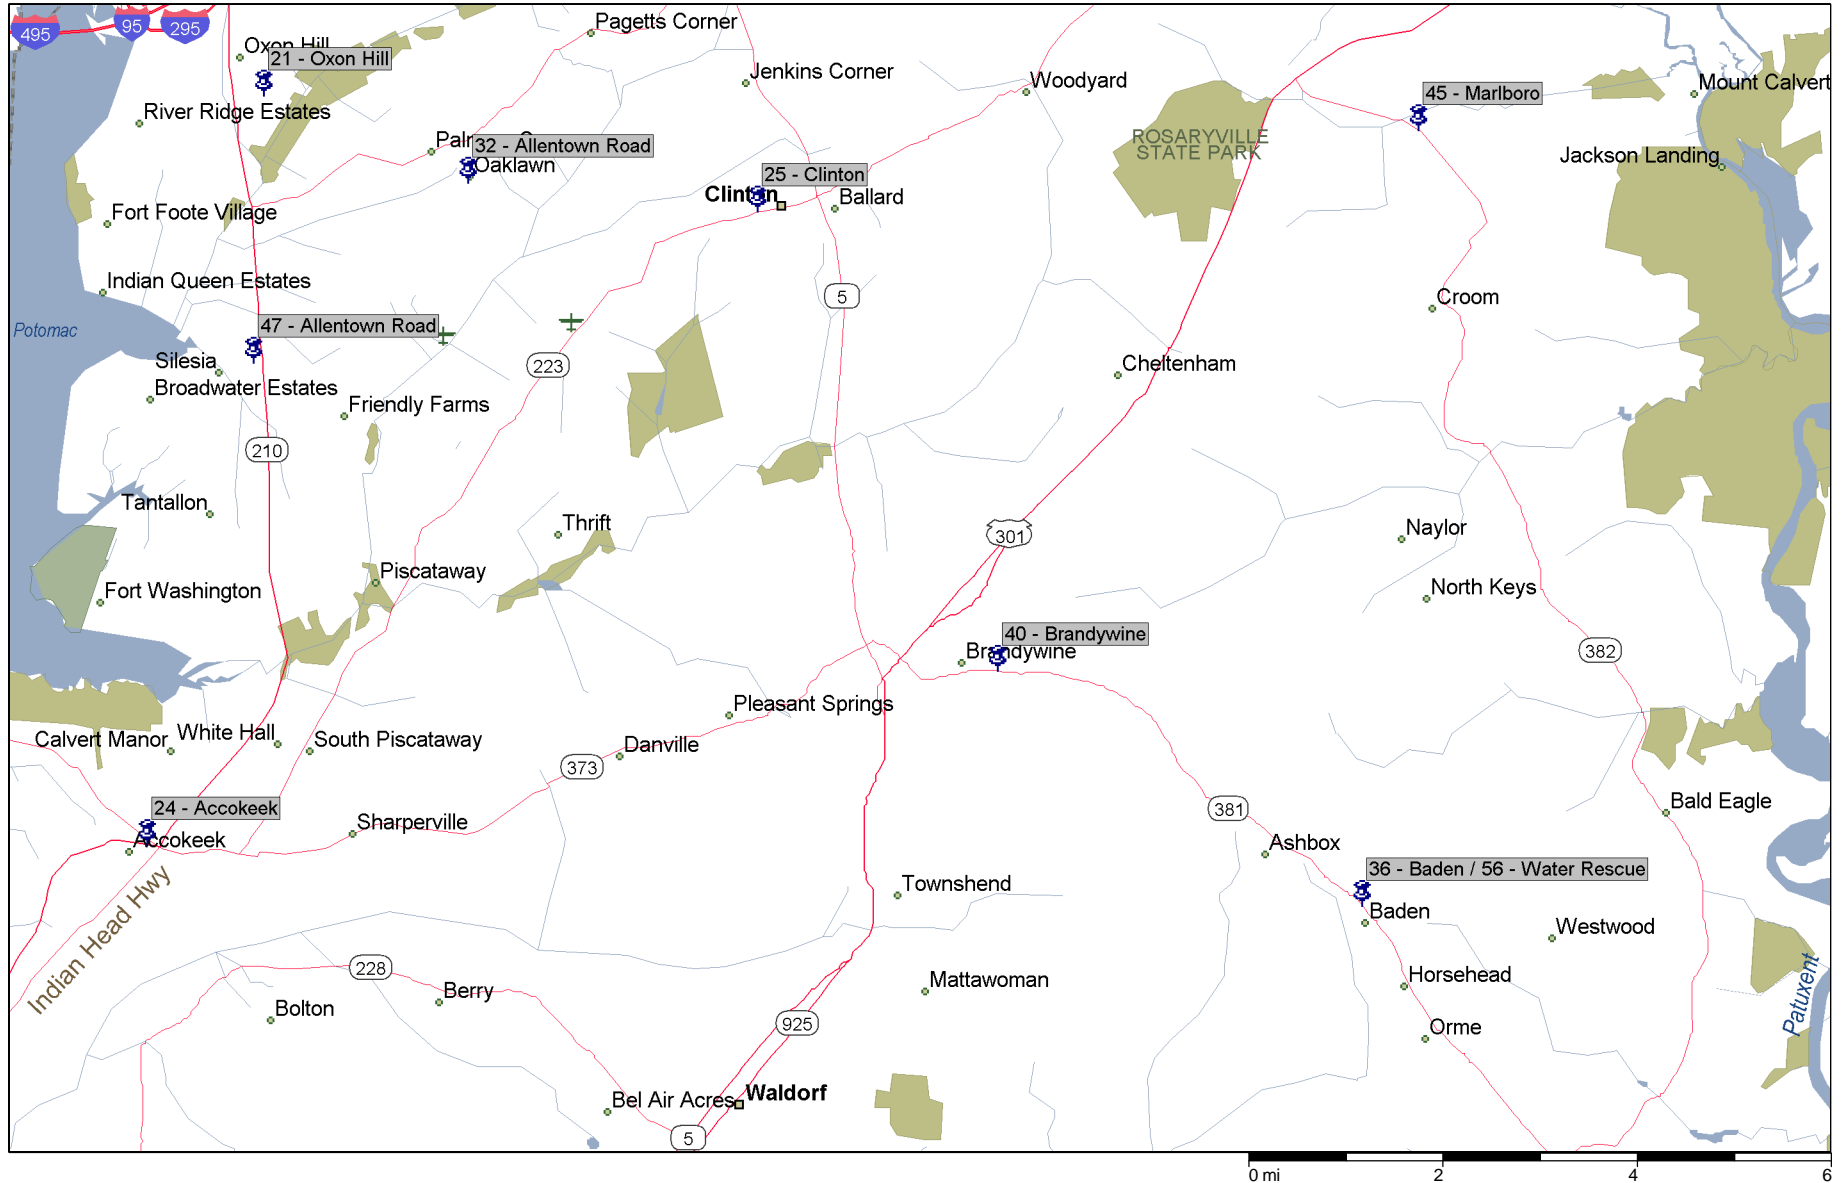 495
95
295
Pagetts Corner
Oxon Hill
21 - Oxon Hill
Jenkins Corner
Woodyard
Mount Calvert
River Ridge Estates
45 - Marlboro
ROSARYVILLE
STATE PARK
32 - Allentown Road
Oaklawn
Jackson Landing
25 - Clinton
Clinton
Ballard
Fort Foote Village
Indian Queen Estates
5
Croom
Potomac
47 - Allentown Road
Silesia
223
Cheltenham
Broadwater Estates
Friendly Farms
210
Tantallon
Thrift
301
Naylor
Piscataway
Fort Washington
North Keys
40 - Brandywine
Brandywine
382
Pleasant Springs
Calvert Manor
White Hall
South Piscataway
Danville
373
24 - Accokeek
Accokeek
Sharperville
381
Bald Eagle
Ashbox
36 - Baden / 56 - Water Rescue
Baden
Townshend
Westwood
Indian Head Hwy
228
Berry
Bolton
Mattawoman
Horsehead
Patuxent
925
Orme
Bel Air Acres
Waldorf
5
0 mi
2
4
6